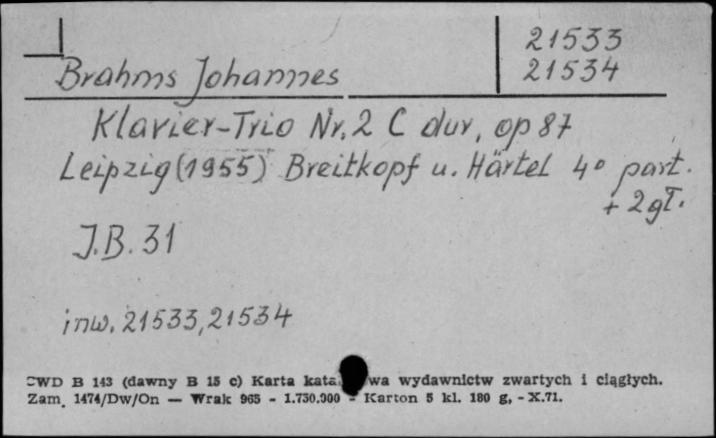 21533
21534
Brahms Johannes
Klavier-Trio Nr. 2 C dur, op 87
Leipzig (1955) Breitkopf u. Härtel 4° part.
+ 2 gł.
J.B. 31
inw. 21533, 21534
CWD B 143 (dawny B 15 c) Karta kata wa wydawnictw zwartych i ciągłych.
Zam. 1474/Dw/On — Wrak 965 - 1.730.000 - Karton 5 kl. 180 g, - X.71.